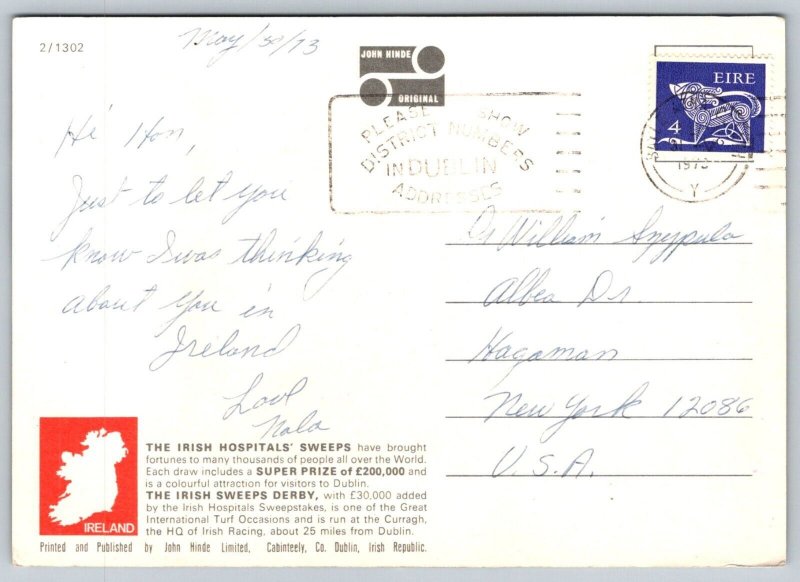 2/1302
May/30/73
JOHN HINDE
ORIGINAL
PLEASE SHOW
DISTRICT NUMBERS
IN DUBLIN
ADDRESSES
EIRE
4
1973
Y
Hi Hon,
Just to let you
know I was thinking
about you in
Ireland
Love
Nola
William
Hagaman
New York 12086
U.S.A.
IRELAND
THE IRISH HOSPITALS' SWEEPS have brought
fortunes to many thousands of people all over the World.
Each draw includes a SUPER PRIZE of £200,000 and
is a colourful attraction for visitors to Dublin.
THE IRISH SWEEPS DERBY, with £30,000 added
by the Irish Hospitals Sweepstakes, is one of the Great
International Turf Occasions and is run at the Curragh,
the HQ of Irish Racing, about 25 miles from Dublin.
Printed and Published by John Hinde Limited, Cabinteely, Co. Dublin, Irish Republic.